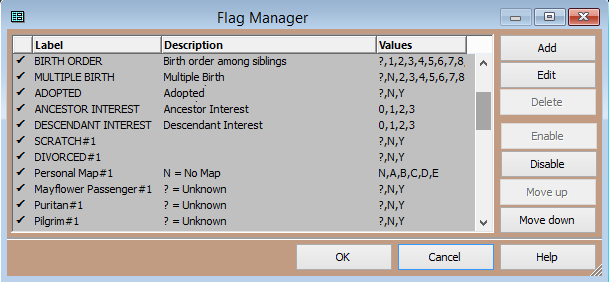 Flag Manager
Label Description Values
✔ BIRTH ORDER Birth order among siblings ?,1,2,3,4,5,6,7,8,
✔ MULTIPLE BIRTH Multiple Birth ?,N,2,3,4,5,6,7,8
✔ ADOPTED Adopted ?,N,Y
✔ ANCESTOR INTEREST Ancestor Interest 0,1,2,3
✔ DESCENDANT INTEREST Descendant Interest 0,1,2,3
✔ SCRATCH#1 ?,N,Y
✔ DIVORCED#1 ?,N,Y
✔ Personal Map#1 N = No Map N,A,B,C,D,E
✔ Mayflower Passenger#1 ? = Unknown ?,N,Y
✔ Puritan#1 ? = Unknown ?,N,Y
✔ Pilgrim#1 ? = Unknown ?,N,Y
Add
Edit
Delete
Enable
Disable
Move up
Move down
OK Cancel Help